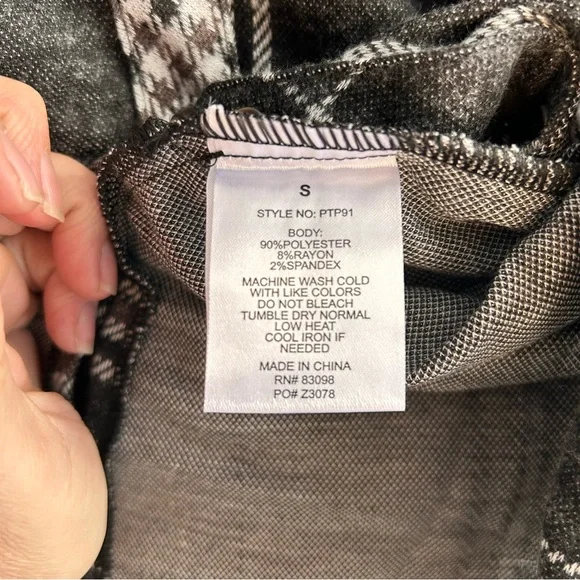 S
STYLE NO: PTP91
BODY:
90%POLYESTER
8%RAYON
2%SPANDEX
MACHINE WASH COLD
WITH LIKE COLORS
DO NOT BLEACH
TUMBLE DRY NORMAL
LOW HEAT
COOL IRON IF
NEEDED
MADE IN CHINA
RN# 83098
PO# Z3078